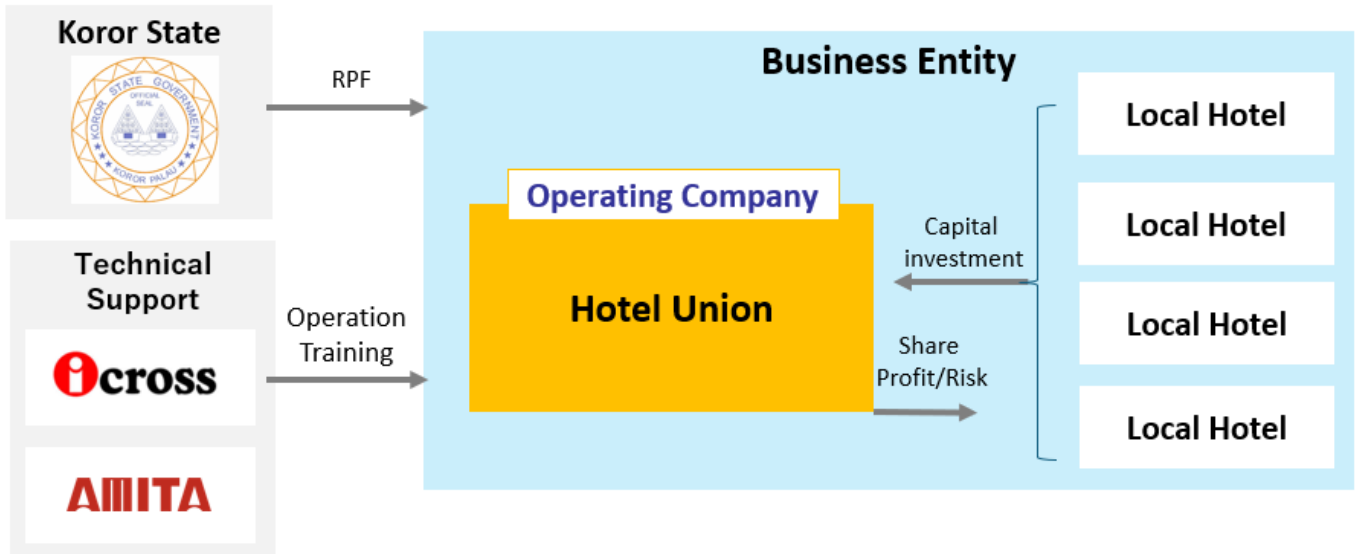 Koror State
KOROR STATE GOVERNMENT
OFFICIAL
SEAL
KOROR PALAU
RPF
Technical
Support
icross
AMITA
Operation
Training
Business Entity
Operating Company
Hotel Union
Capital
investment
Share
Profit/Risk
Local Hotel
Local Hotel
Local Hotel
Local Hotel